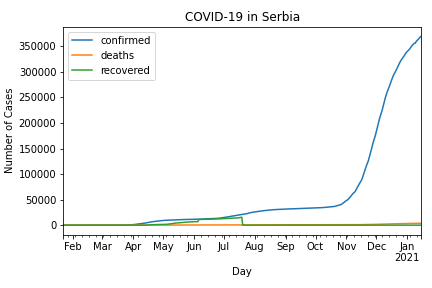 COVID-19 in Serbia
confirmed
deaths
recovered
Number of Cases
350000
300000
250000
200000
150000
100000
50000
0
Feb Mar Apr May Jun Jul Aug Sep Oct Nov Dec Jan
2021
Day